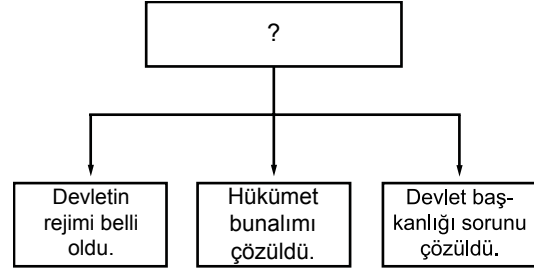 ?
Devletin
rejimi belli
oldu.
Hükümet
bunalımı
çözüldü.
Devlet baş-
kanlığı sorunu
çözüldü.